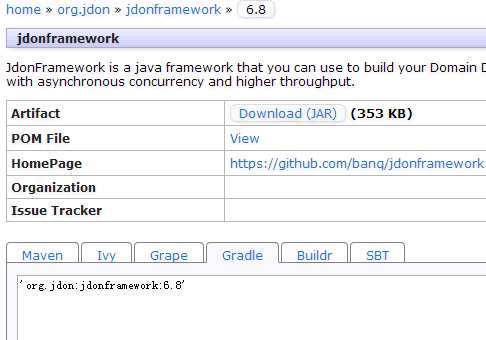 home » org.jdon » jdonframework » 6.8
jdonframework
JdonFramework is a java framework that you can use to build your Domain D
with asynchronous concurrency and higher throughput.
Artifact Download (JAR) (353 KB)
POM File View
HomePage https://github.com/banq/jdonframework
Organization
Issue Tracker
Maven Ivy Grape Gradle Buildr SBT
'org.jdon:jdonframework:6.8'